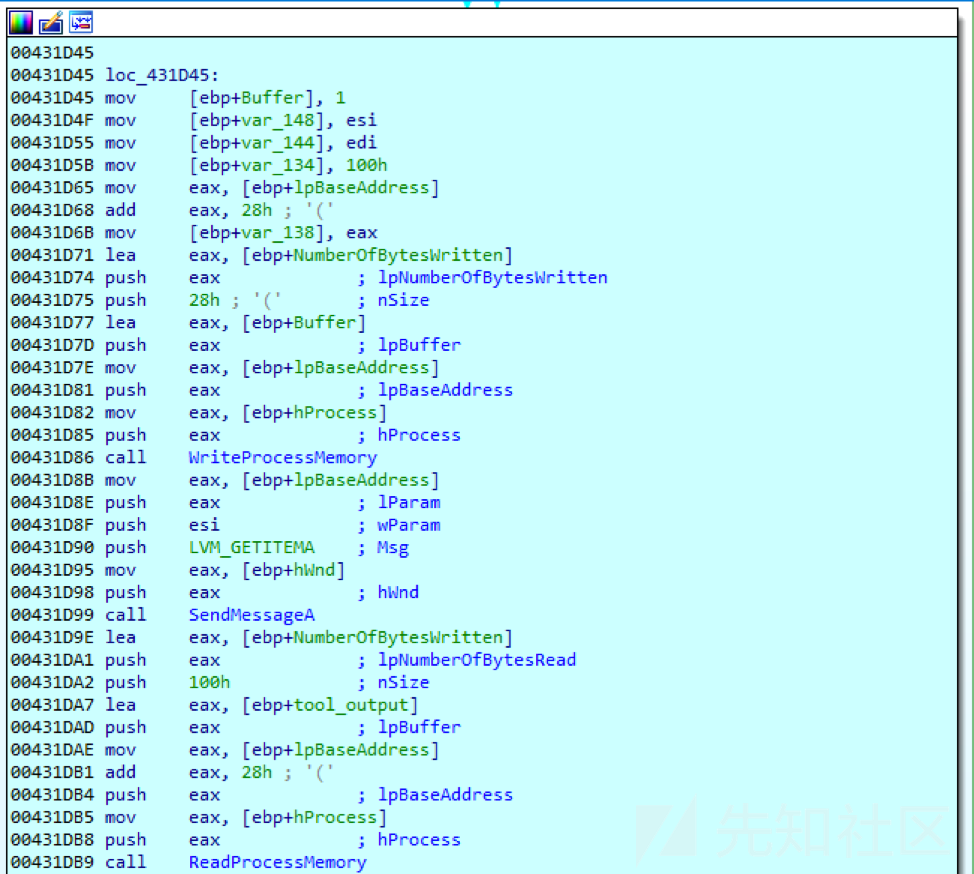 00431D45
00431D45 loc_431D45:
00431D45 mov     [ebp+Buffer], 1
00431D4F mov     [ebp+var_148], esi
00431D55 mov     [ebp+var_144], edi
00431D5B mov     [ebp+var_134], 100h
00431D65 mov     eax, [ebp+lpBaseAddress]
00431D68 add     eax, 28h ; '('
00431D6B mov     [ebp+var_138], eax
00431D71 lea     eax, [ebp+NumberOfBytesWritten]
00431D74 push    eax             ; lpNumberOfBytesWritten
00431D75 push    28h ; '('       ; nSize
00431D77 lea     eax, [ebp+Buffer]
00431D7D push    eax             ; lpBuffer
00431D7E mov     eax, [ebp+lpBaseAddress]
00431D81 push    eax             ; lpBaseAddress
00431D82 mov     eax, [ebp+hProcess]
00431D85 push    eax             ; hProcess
00431D86 call    WriteProcessMemory
00431D8B mov     eax, [ebp+lpBaseAddress]
00431D8E push    eax             ; lParam
00431D8F push    esi             ; wParam
00431D90 push    LVM_GETITEMA    ; Msg
00431D95 mov     eax, [ebp+hWnd]
00431D98 push    eax             ; hWnd
00431D99 call    SendMessageA
00431D9E lea     eax, [ebp+NumberOfBytesWritten]
00431DA1 push    eax             ; lpNumberOfBytesRead
00431DA2 push    100h            ; nSize
00431DA7 lea     eax, [ebp+tool_output]
00431DAD push    eax             ; lpBuffer
00431DAE mov     eax, [ebp+lpBaseAddress]
00431DB1 add     eax, 28h ; '('
00431DB4 push    eax             ; lpBaseAddress
00431DB5 mov     eax, [ebp+hProcess]
00431DB8 push    eax             ; hProcess
00431DB9 call    ReadProcessMemory
先知社区